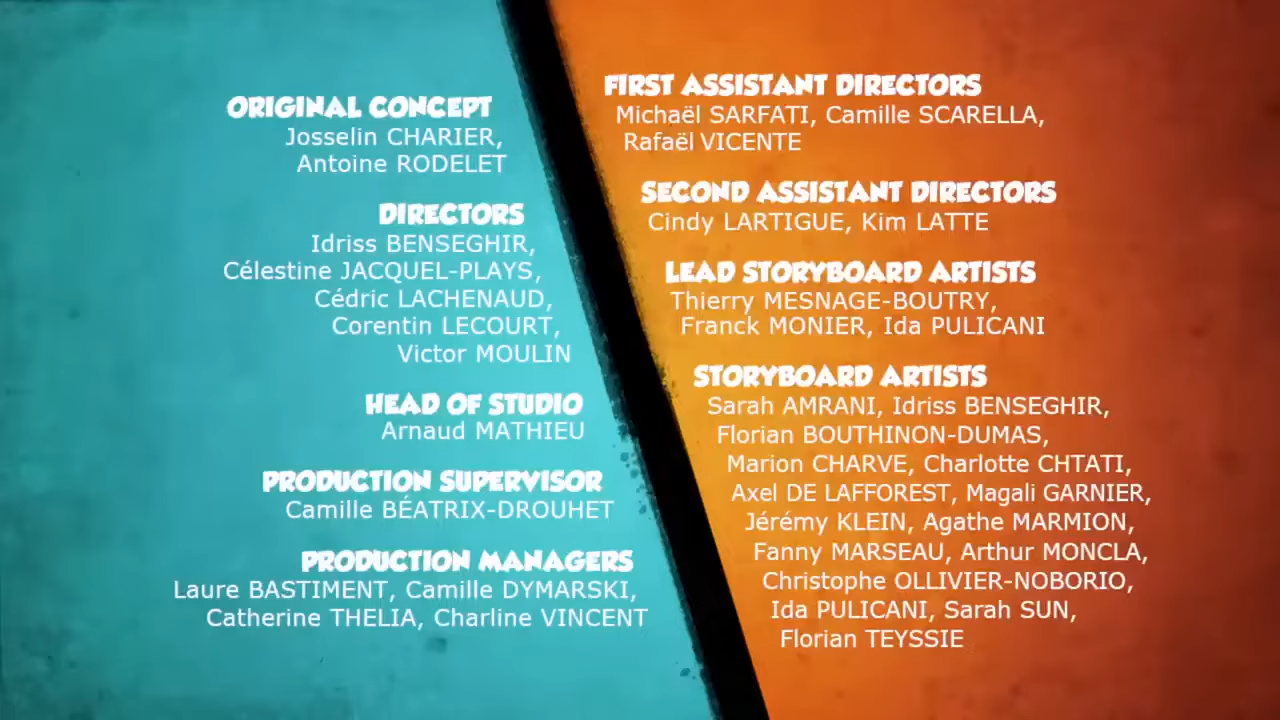 ORIGINAL CONCEPT
Josselin CHARIER,
Antoine RODELET
DIRECTORS
Idriss BENSEGHIR,
Célestine JACQUEL-PLAYS,
Cédric LACHENAUD,
Corentin LECOURT,
Victor MOULIN
HEAD OF STUDIO
Arnaud MATHIEU
PRODUCTION SUPERVISOR
Camille BÉATRIX-DROUHET
PRODUCTION MANAGERS
Laure BASTIMENT, Camille DYMARSKI,
Catherine THELIA, Charline VINCENT
FIRST ASSISTANT DIRECTORS
Michaël SARFATI, Camille SCARELLA,
Rafaël VICENTE
SECOND ASSISTANT DIRECTORS
Cindy LARTIGUE, Kim LATTE
LEAD STORYBOARD ARTISTS
Thierry MESNAGE-BOUTRY,
Franck MONIER, Ida PULICANI
STORYBOARD ARTISTS
Sarah AMRANI, Idriss BENSEGHIR,
Florian BOUTHINON-DUMAS,
Marion CHARVE, Charlotte CHTATI,
Axel DE LAFFOREST, Magali GARNIER,
Jérémy KLEIN, Agathe MARMION,
Fanny MARSEAU, Arthur MONCLA,
Christophe OLLIVIER-NOBORIO,
Ida PULICANI, Sarah SUN,
Florian TEYSSIE